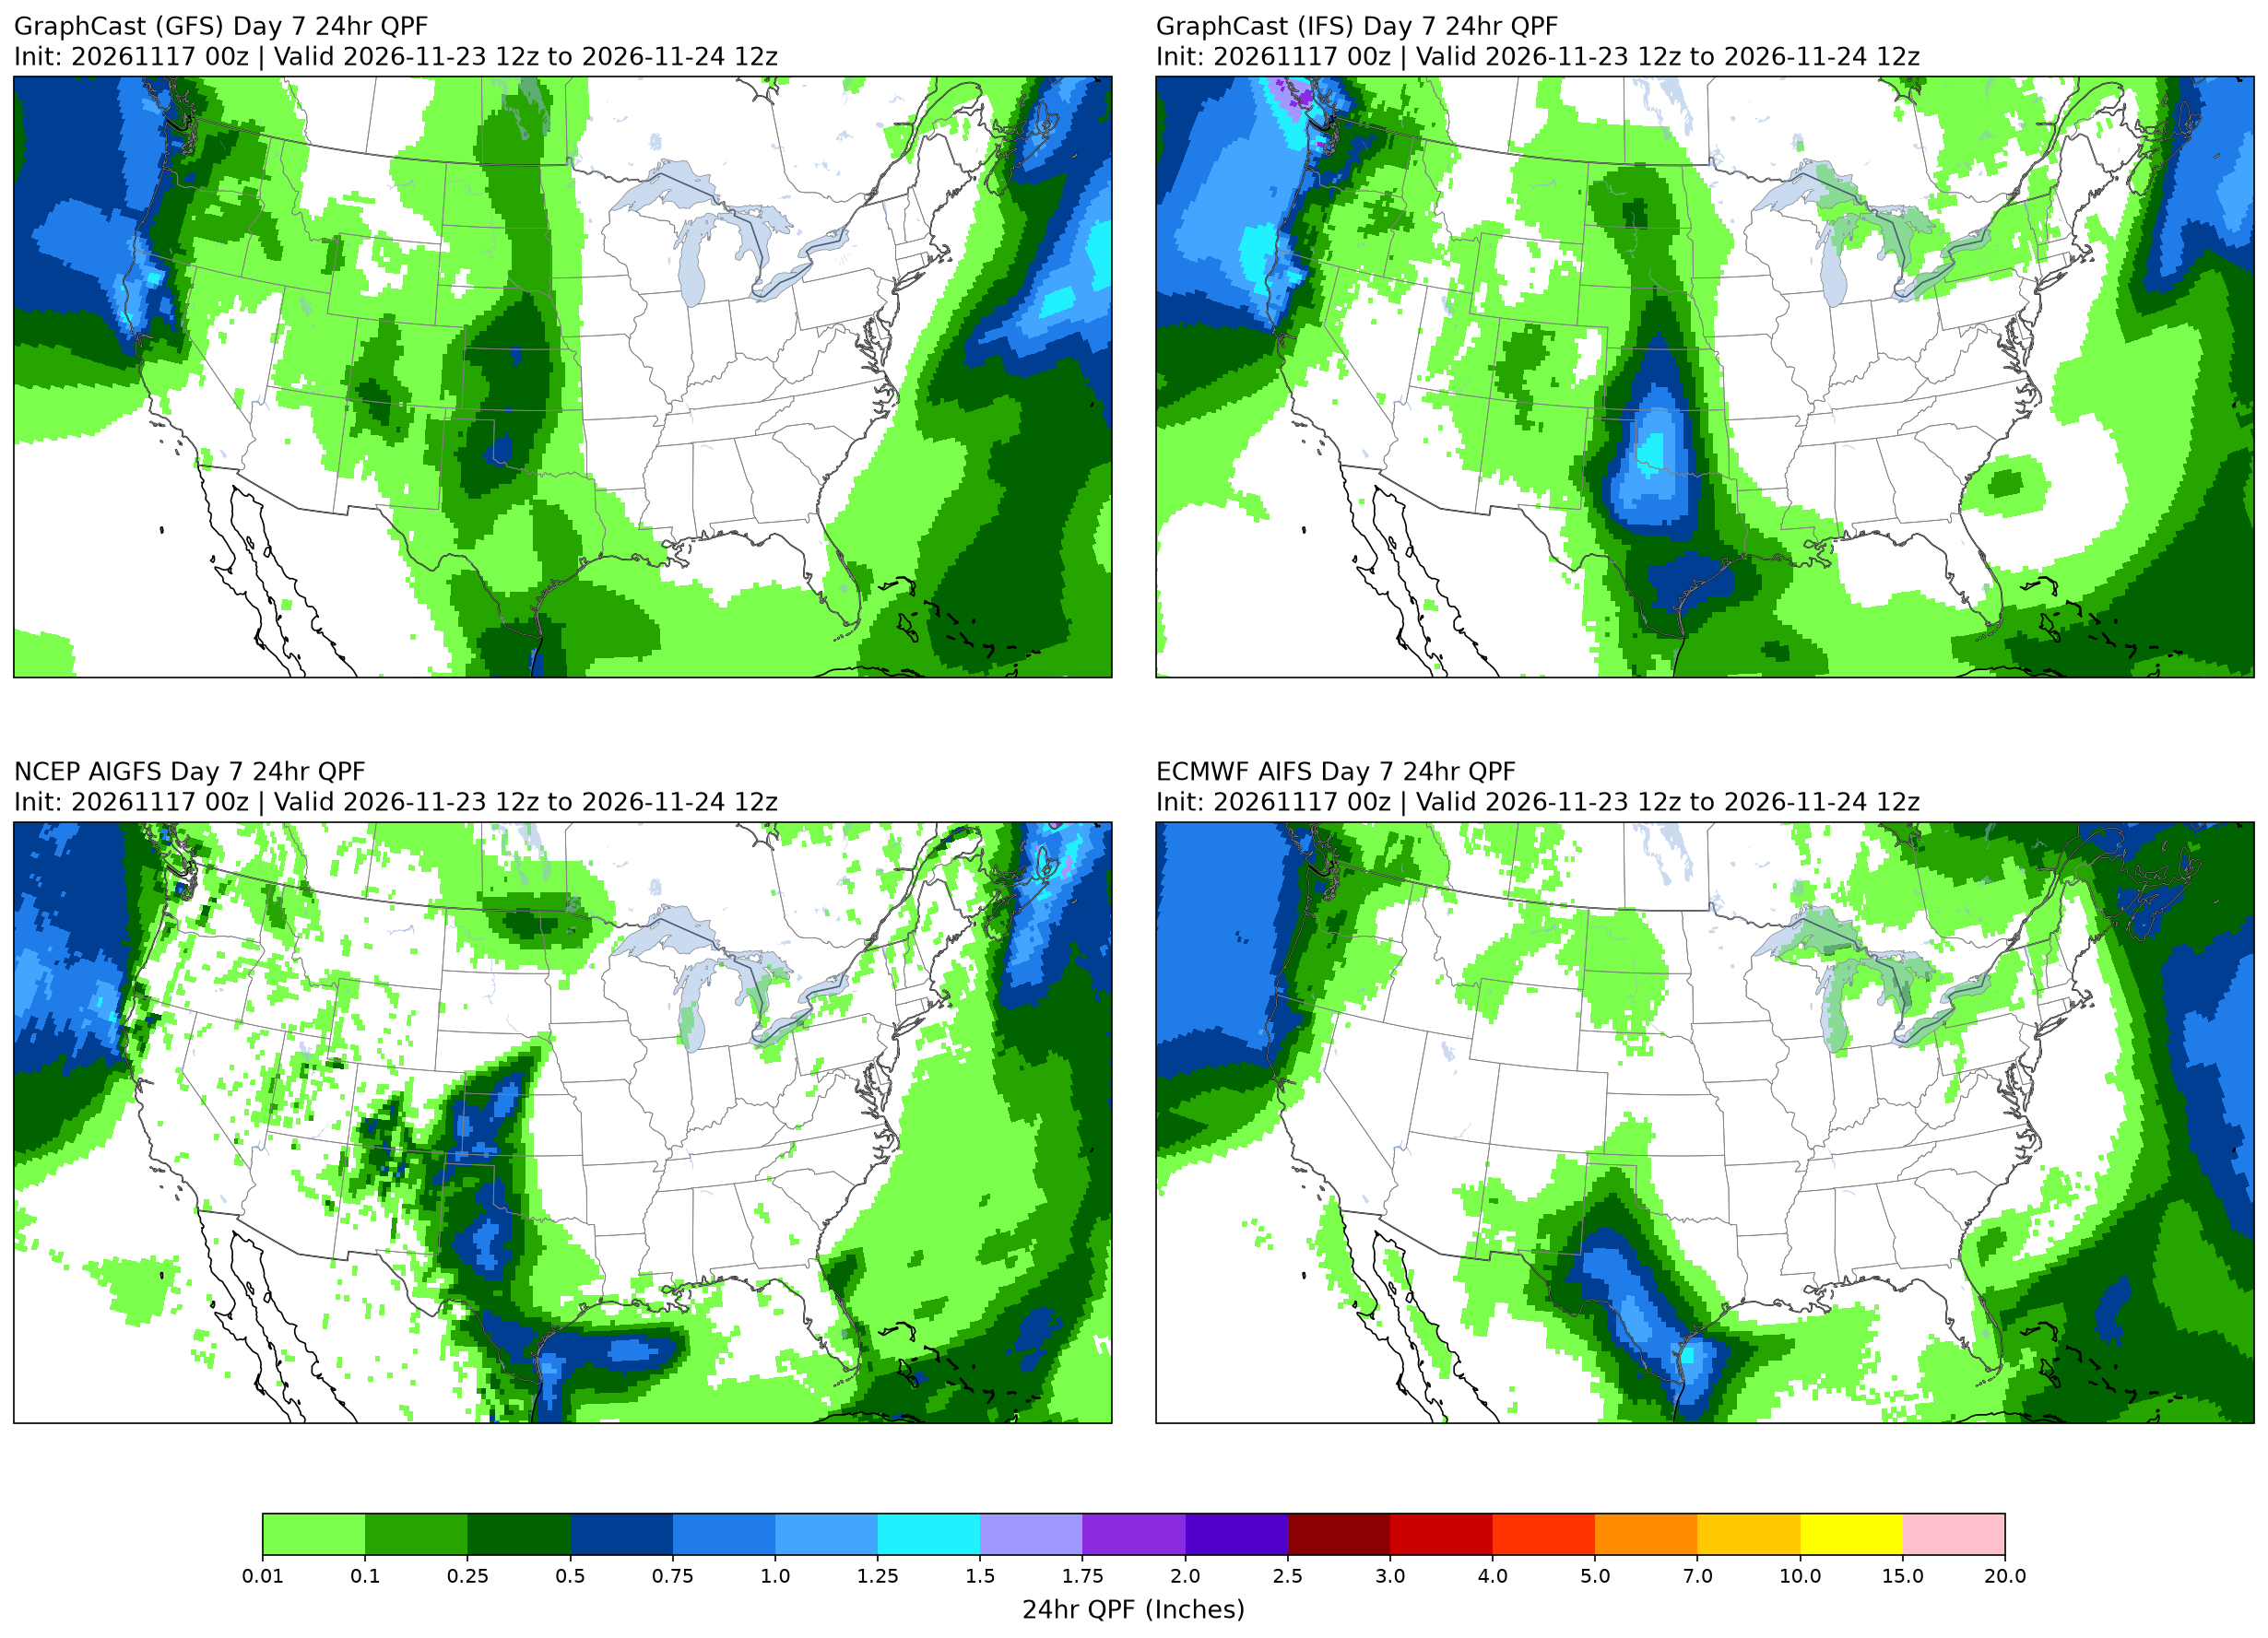 GraphCast (GFS) Day 7 24hr QPF
Init: 20261117 00z | Valid 2026-11-23 12z to 2026-11-24 12z
GraphCast (IFS) Day 7 24hr QPF
Init: 20261117 00z | Valid 2026-11-23 12z to 2026-11-24 12z
NCEP AIGFS Day 7 24hr QPF
Init: 20261117 00z | Valid 2026-11-23 12z to 2026-11-24 12z
ECMWF AIFS Day 7 24hr QPF
Init: 20261117 00z | Valid 2026-11-23 12z to 2026-11-24 12z
0.01 0.1 0.25 0.5 0.75 1.0 1.25 1.5 1.75 2.0 2.5 3.0 4.0 5.0 7.0 10.0 15.0 20.0
24hr QPF (Inches)